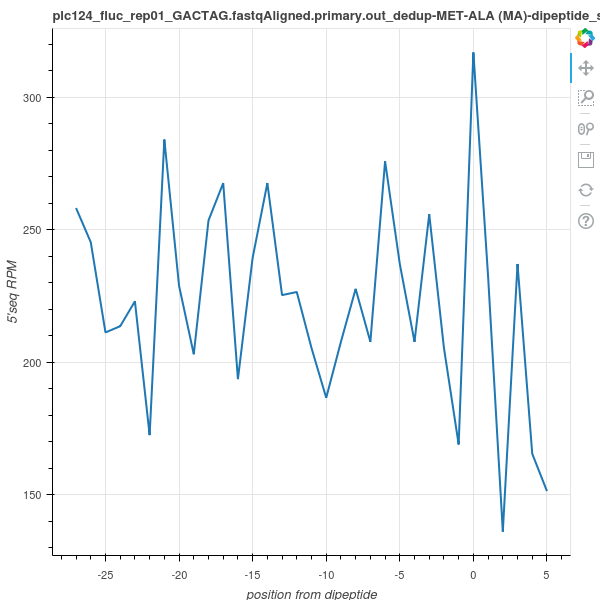 plc124_fluc_rep01_GACTAG.fastqAligned.primary.out_dedup-MET-ALA (MA)-dipeptide_s
300
250
200
150
5'seq RPM
-25 -20 -15 -10 -5 0 5
position from dipeptide